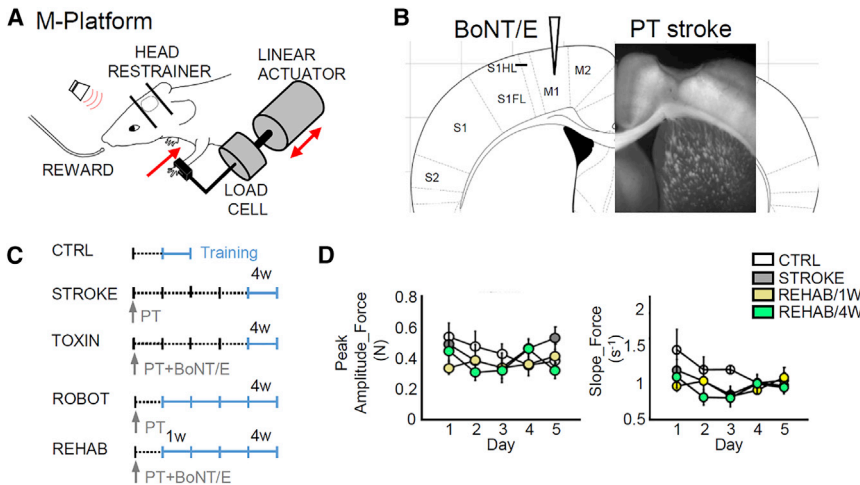 A M-Platform
HEAD
RESTRAINER
LINEAR
ACTUATOR
REWARD
LOAD
CELL
B
BoNT/E PT stroke
S1HL
M2
M1
S1FL
S1
S2
C
CTRL Training
4w
STROKE
PT
4w
TOXIN
PT+BoNT/E
4w
ROBOT
PT
1w 4w
REHAB
PT+BoNT/E
D
CTRL
STROKE
REHAB/1W
REHAB/4W
Peak
Amplitude_Force
(N)
0.8
0.6
0.4
0.2
0
1 2 3 4 5
Day
Slope_Force
(s-1)
2
1.5
1
0.5
1 2 3 4 5
Day